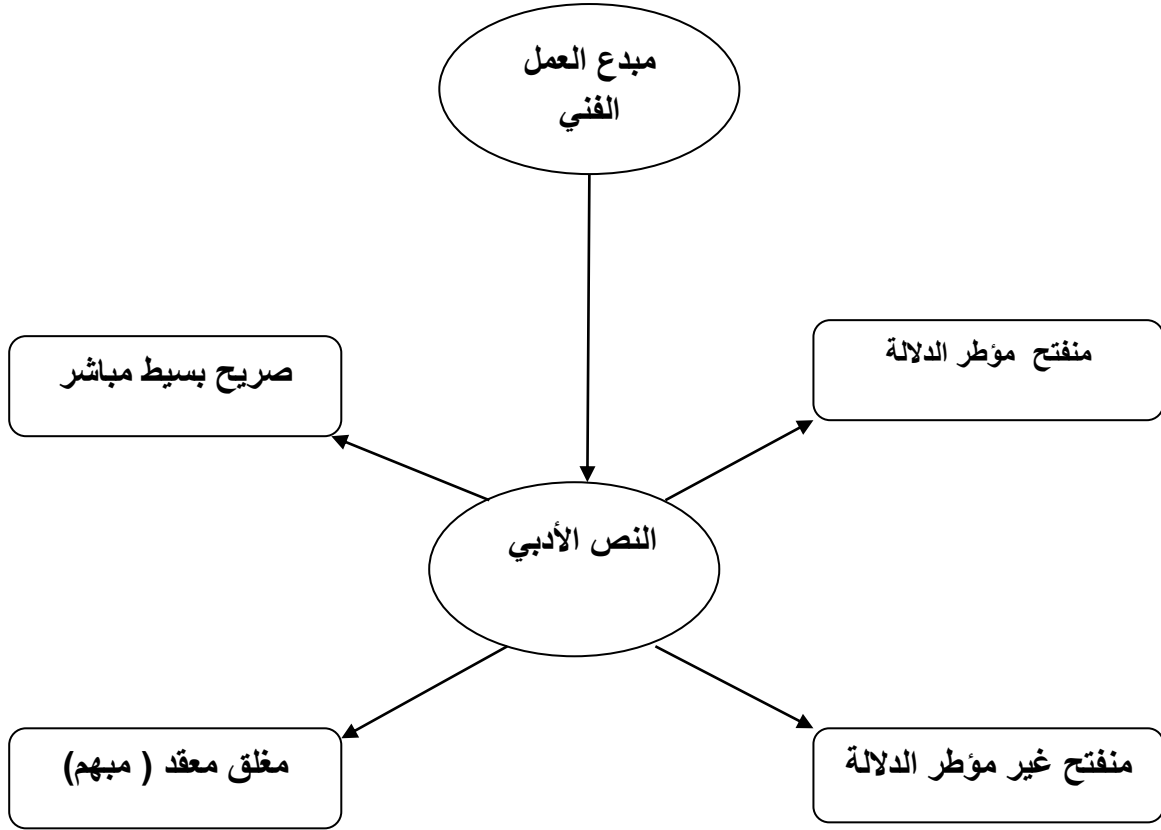 مبدع العمل
الفني
منفتح مؤطر الدلالة
صريح بسيط مباشر
النص الأدبي
منفتح غير مؤطر الدلالة
مغلق معقد ( مبهم)